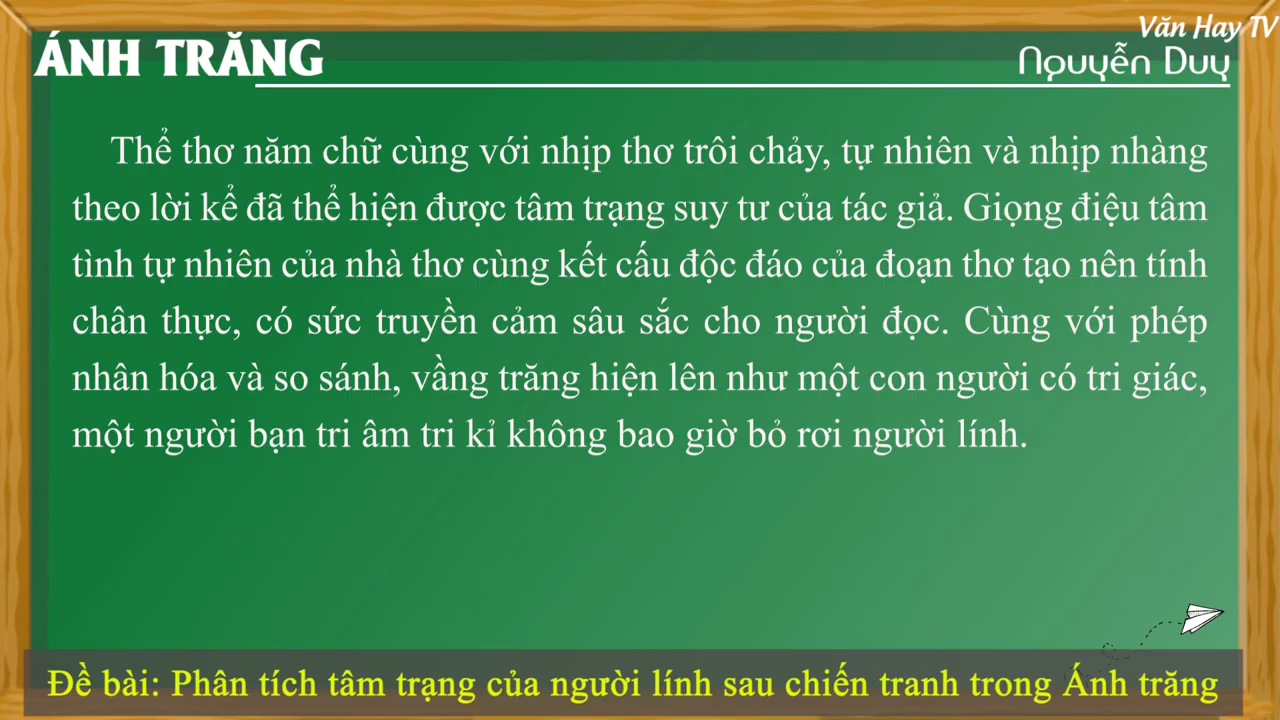 Văn Hay TV
ÁNH TRĂNG
Nguyễn Duy
Thể thơ năm chữ cùng với nhịp thơ trôi chảy, tự nhiên và nhịp nhàng
theo lời kể đã thể hiện được tâm trạng suy tư của tác giả. Giọng điệu tâm
tình tự nhiên của nhà thơ cùng kết cấu độc đáo của đoạn thơ tạo nên tính
chân thực, có sức truyền cảm sâu sắc cho người đọc. Cùng với phép
nhân hóa và so sánh, vầng trăng hiện lên như một con người có tri giác,
một người bạn tri âm tri kỉ không bao giờ bỏ rơi người lính.
Đề bài: Phân tích tâm trạng của người lính sau chiến tranh trong Ánh trăng